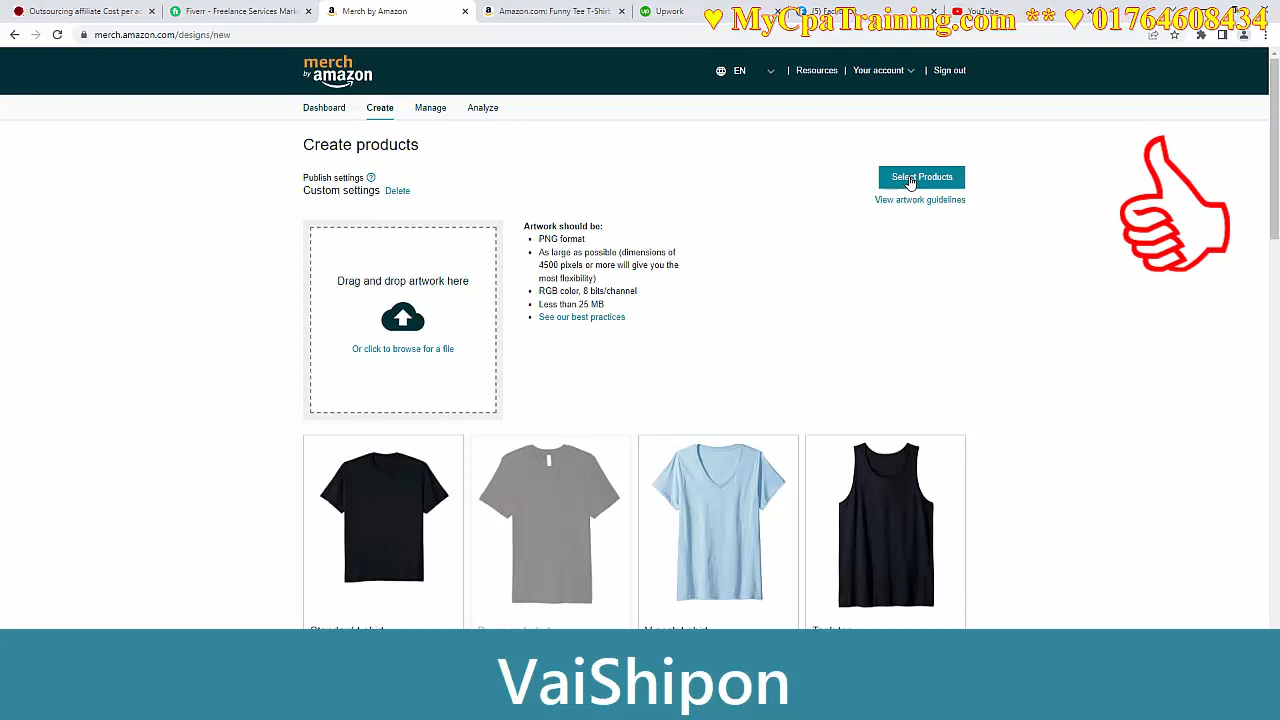 Outsourcing affiliate Cost per a
Fiverr - Freelance Services Mark
Merch by Amazon
Amazon.com: Funny Tee T-Shirt
Upwork
YouTube
♥ MyCpaTraining.com ** ♥ 01764608434
merch.amazon.com/designs/new
merch by amazon
EN
Resources
Your account
Sign out
Dashboard
Create
Manage
Analyze
Create products
Publish settings
Custom settings Delete
Select Products
View artwork guidelines
Drag and drop artwork here
Or click to browse for a file
Artwork should be:
PNG format
As large as possible (dimensions of
4500 pixels or more will give you the
most flexibility)
RGB color, 8 bits/channel
Less than 25 MB
See our best practices
VaiShipon